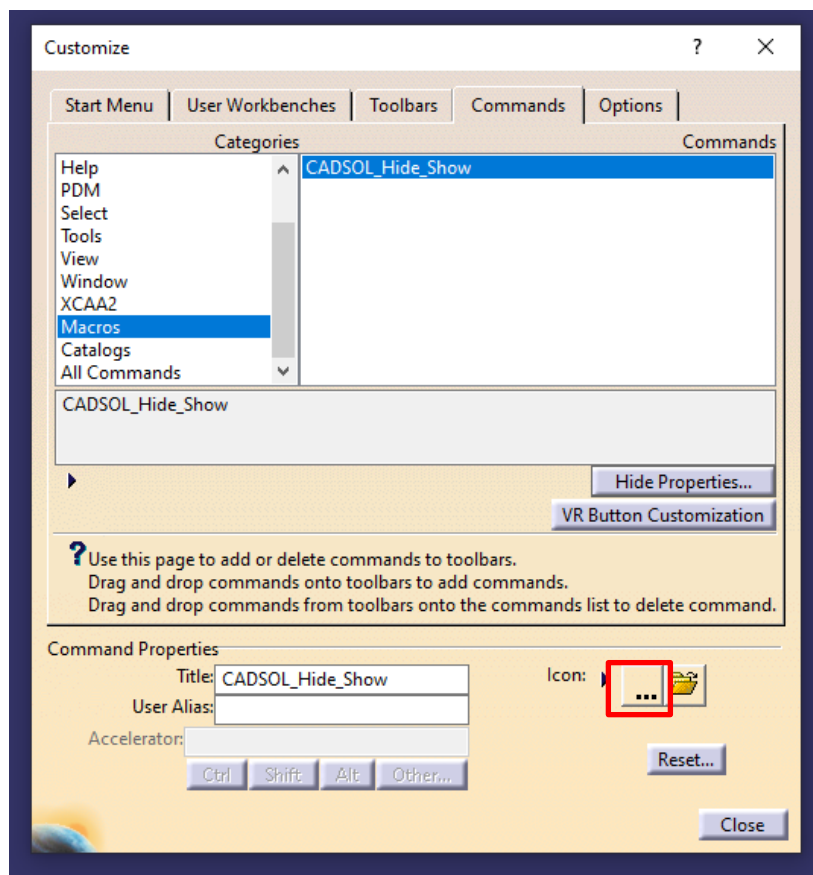 Customize ?
Start Menu User Workbenches Toolbars Commands Options
Categories Commands
Help CADSOL_Hide_Show
PDM
Select
Tools
View
Window
XCAA2
Macros
Catalogs
All Commands
CADSOL_Hide_Show
Hide Properties...
VR Button Customization
? Use this page to add or delete commands to toolbars.
Drag and drop commands onto toolbars to add commands.
Drag and drop commands from toolbars onto the commands list to delete command.
Command Properties
Title: CADSOL_Hide_Show Icon: ...
User Alias:
Accelerator:
Ctrl Shift Alt Other...
Reset...
Close